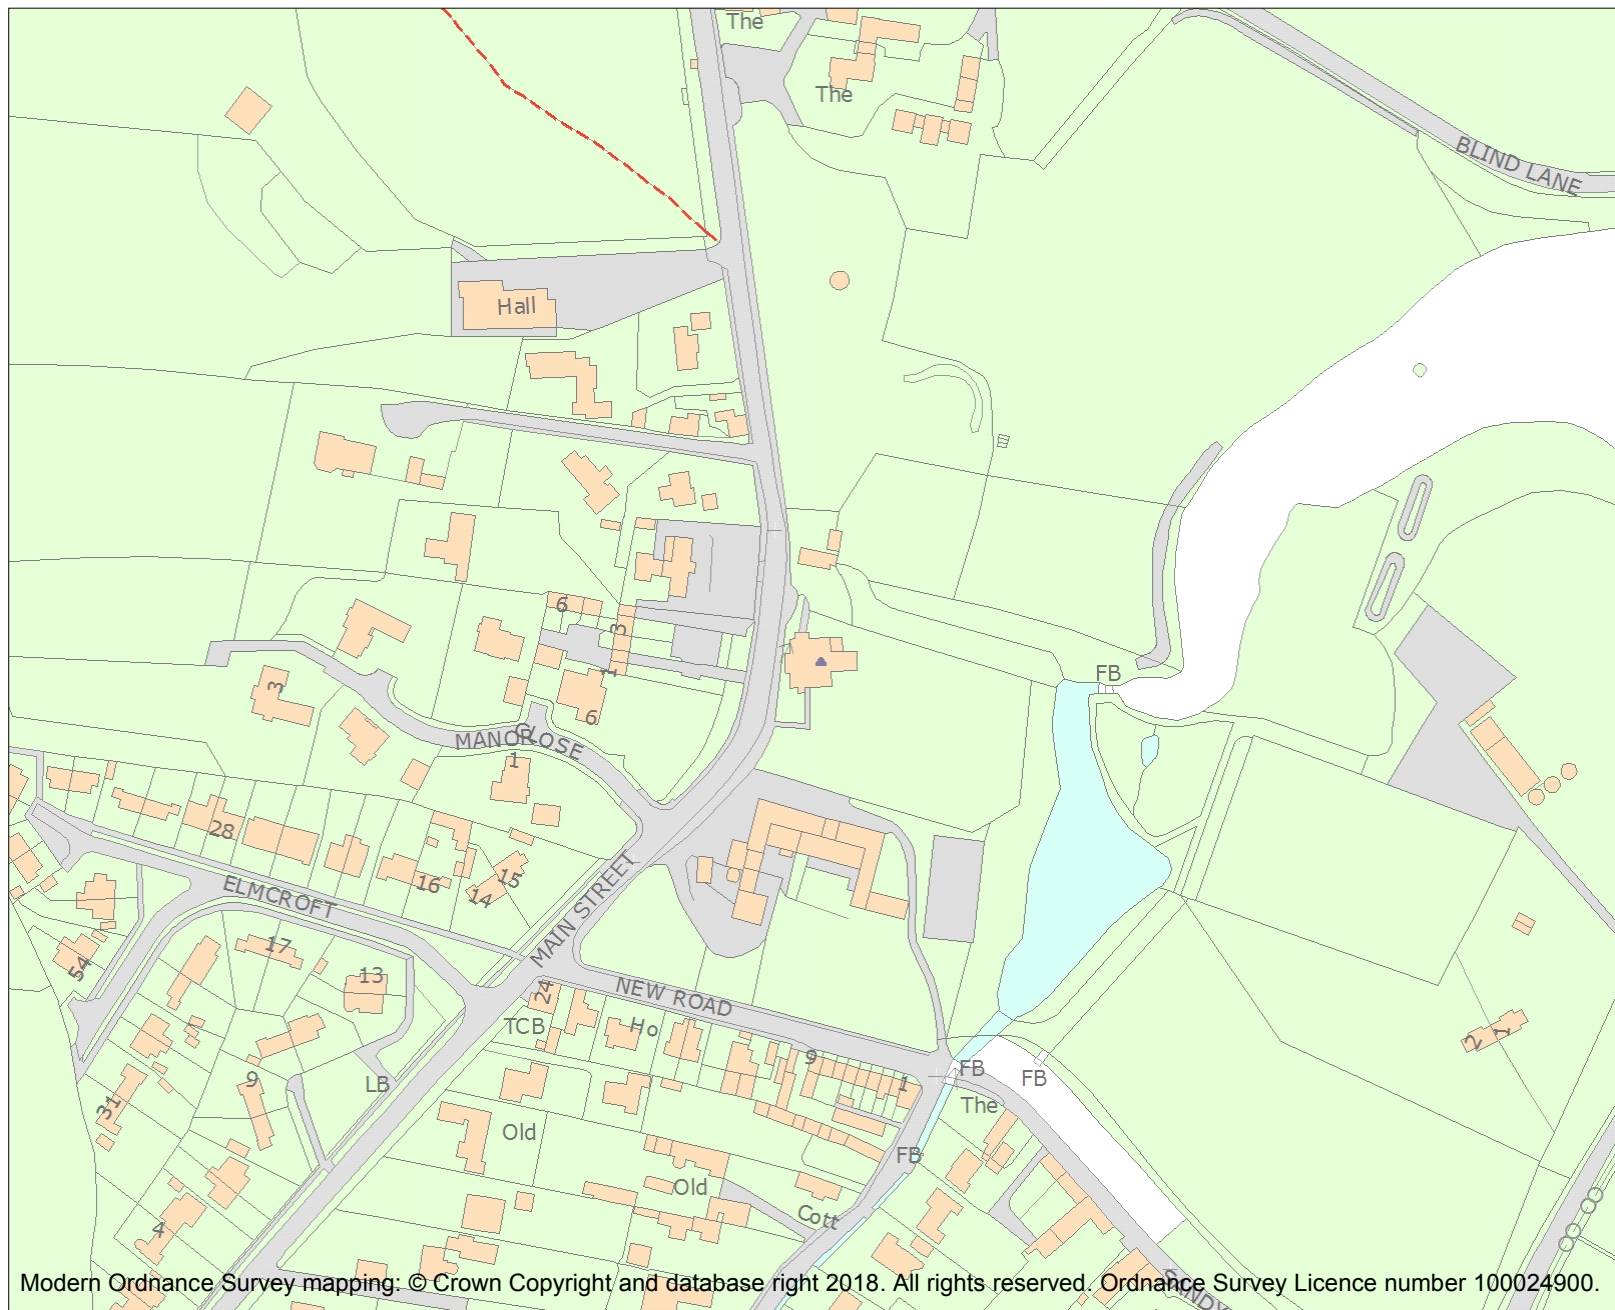 The
The
BLIND LANE
Hall
6
3
1
FB
3
6
MANOR CLOSE
1
28
15
16
14
ELMCROFT
MAIN STREET
17
54
13
24
NEW ROAD
TCB
Ho
9
FB
FB
1
2
1
LB
9
The
31
Old
FB
Old
Cott
4
SANDY
Modern Ordnance Survey mapping: © Crown Copyright and database right 2018. All rights reserved. Ordnance Survey Licence number 100024900.